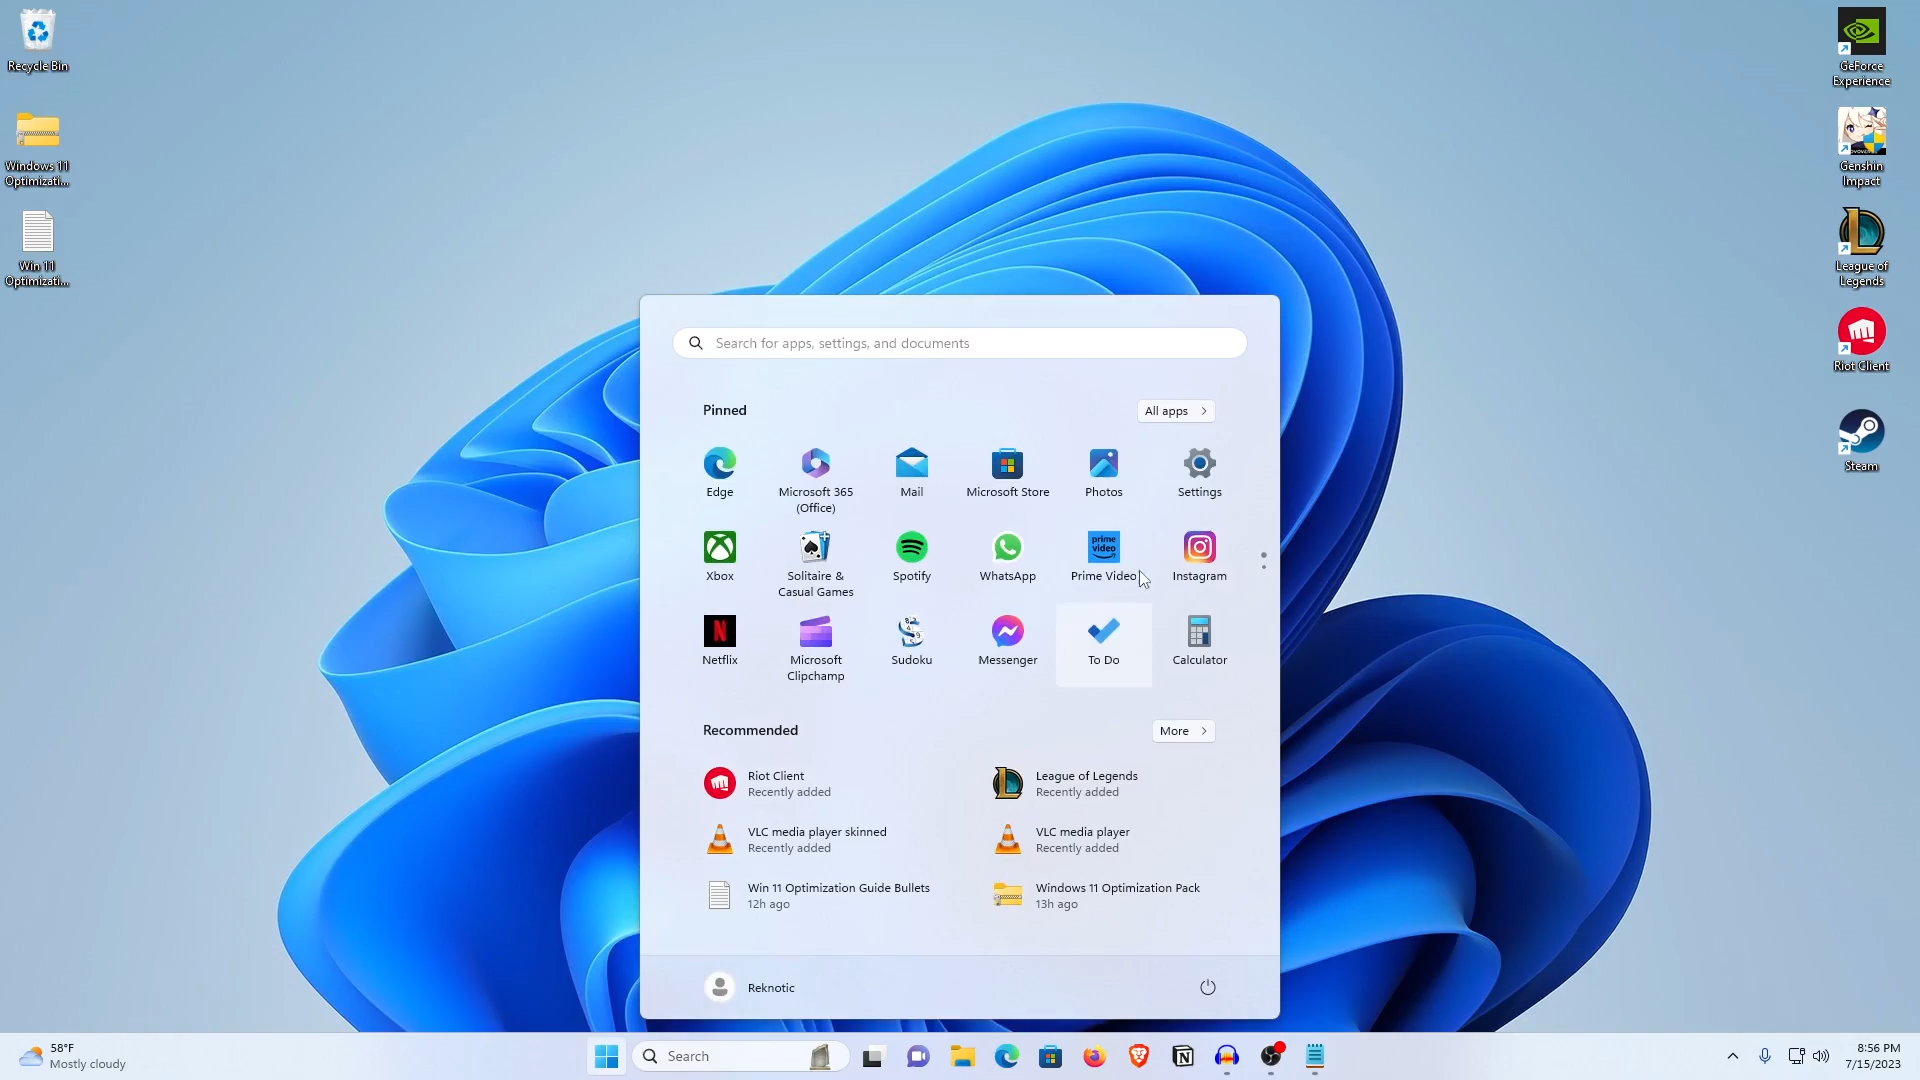 Recycle Bin
Windows 11
Optimizati...
Win 11
Optimizati...
GeForce
Experience
Genshin
Impact
League of
Legends
Riot Client
Steam
Search for apps, settings, and documents
Pinned
All apps
Edge
Microsoft 365
(Office)
Mail
Microsoft Store
Photos
Settings
Xbox
Solitaire &
Casual Games
Spotify
WhatsApp
prime
video
Prime Video
Instagram
Netflix
Microsoft
Clipchamp
Sudoku
Messenger
To Do
Calculator
Recommended
More
Riot Client
Recently added
League of Legends
Recently added
VLC media player skinned
Recently added
VLC media player
Recently added
Win 11 Optimization Guide Bullets
12h ago
Windows 11 Optimization Pack
13h ago
Reknotic
58°F
Mostly cloudy
Search
8:56 PM
7/15/2023